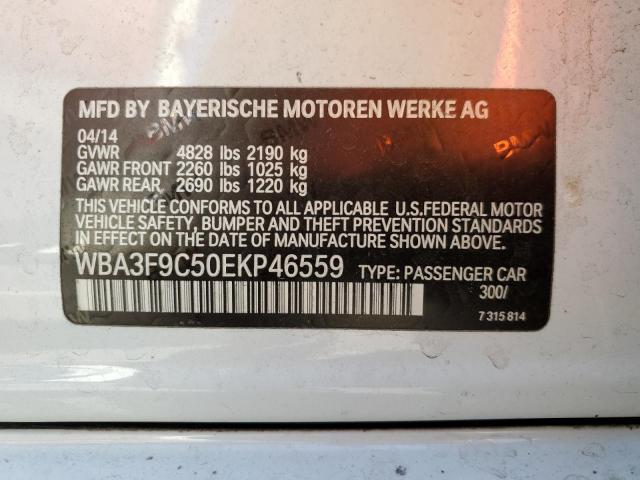 MFD BY BAYERISCHE MOTOREN WERKE AG
04/14
GVWR 4828 lbs 2190 kg
GAWR FRONT 2260 lbs 1025 kg
GAWR REAR 2690 lbs 1220 kg
THIS VEHICLE CONFORMS TO ALL APPLICABLE U.S.FEDERAL MOTOR
VEHICLE SAFETY, BUMPER AND THEFT PREVENTION STANDARDS
IN EFFECT ON THE DATE OF MANUFACTURE SHOWN ABOVE.
WBA3F9C50EKP46559 TYPE: PASSENGER CAR
300/
7 315 814